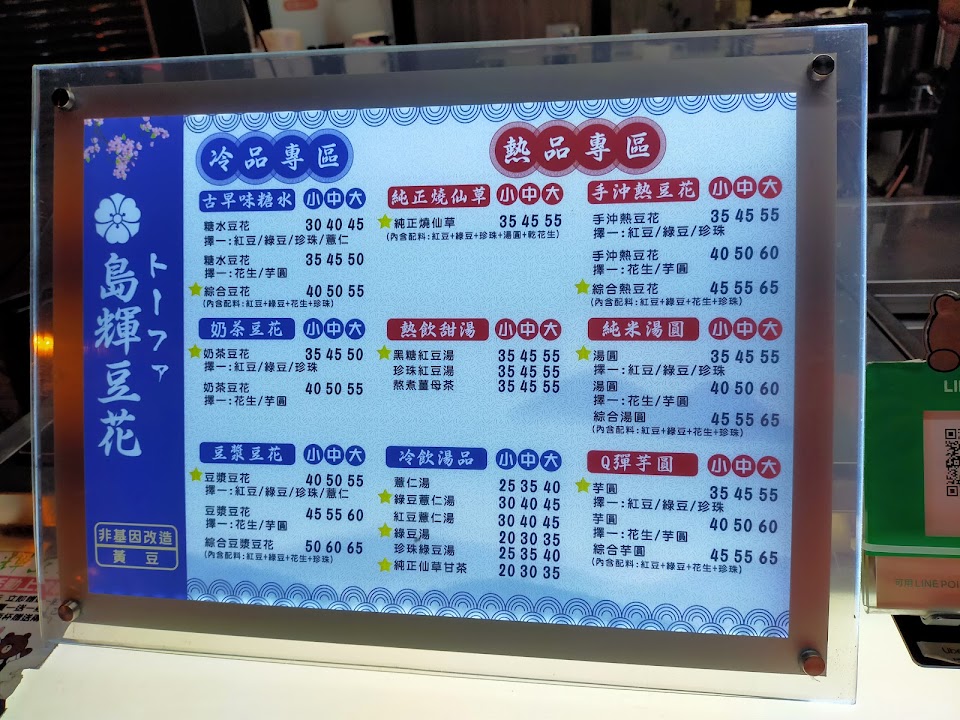 島輝豆花
トーファ
非基因改造
黃豆
冷品專區
古早味糖水 小中大
糖水豆花 30 40 45
擇一:紅豆/綠豆/珍珠/薏仁
糖水豆花 35 45 50
擇一:花生/芋圓
綜合豆花 40 50 55
(內含配料:紅豆+綠豆+花生+珍珠)
奶茶豆花 小中大
奶茶豆花 35 45 50
擇一:紅豆/綠豆/珍珠
奶茶豆花 40 50 55
擇一:花生/芋圓
豆漿豆花 小中大
豆漿豆花 40 50 55
擇一:紅豆/綠豆/珍珠/薏仁
豆漿豆花 45 55 60
擇一:花生/芋圓
綜合豆漿豆花 50 60 65
(內含配料:紅豆+綠豆+花生+珍珠)
熱品專區
純正燒仙草 小中大
純正燒仙草 35 45 55
(內含配料:紅豆+綠豆+珍珠+湯圓+乾花生)
熱飲甜湯 小中大
黑糖紅豆湯 35 45 55
珍珠紅豆湯 35 45 55
熬煮薑母茶 35 45 55
冷飲湯品 小中大
薏仁湯 25 35 40
綠豆薏仁湯 30 40 45
紅豆薏仁湯 30 40 45
綠豆湯 20 30 35
珍珠綠豆湯 25 35 40
純正仙草甘茶 20 30 35
手沖熱豆花 小中大
手沖熱豆花 35 45 55
擇一:紅豆/綠豆/珍珠
手沖熱豆花 40 50 60
擇一:花生/芋圓
綜合熱豆花 45 55 65
(內含配料:紅豆+綠豆+花生+珍珠)
純米湯圓 小中大
湯圓 35 45 55
擇一:紅豆/綠豆/珍珠
湯圓 40 50 60
擇一:花生/芋圓
綜合湯圓 45 55 65
(內含配料:紅豆+綠豆+花生+珍珠)
Q彈芋圓 小中大
芋圓 35 45 55
擇一:紅豆/綠豆/珍珠
芋圓 40 50 60
擇一:花生/芋圓
綜合芋圓 45 55 65
(內含配料:紅豆+綠豆+花生+珍珠)
LI
可用LINE POI
Ube